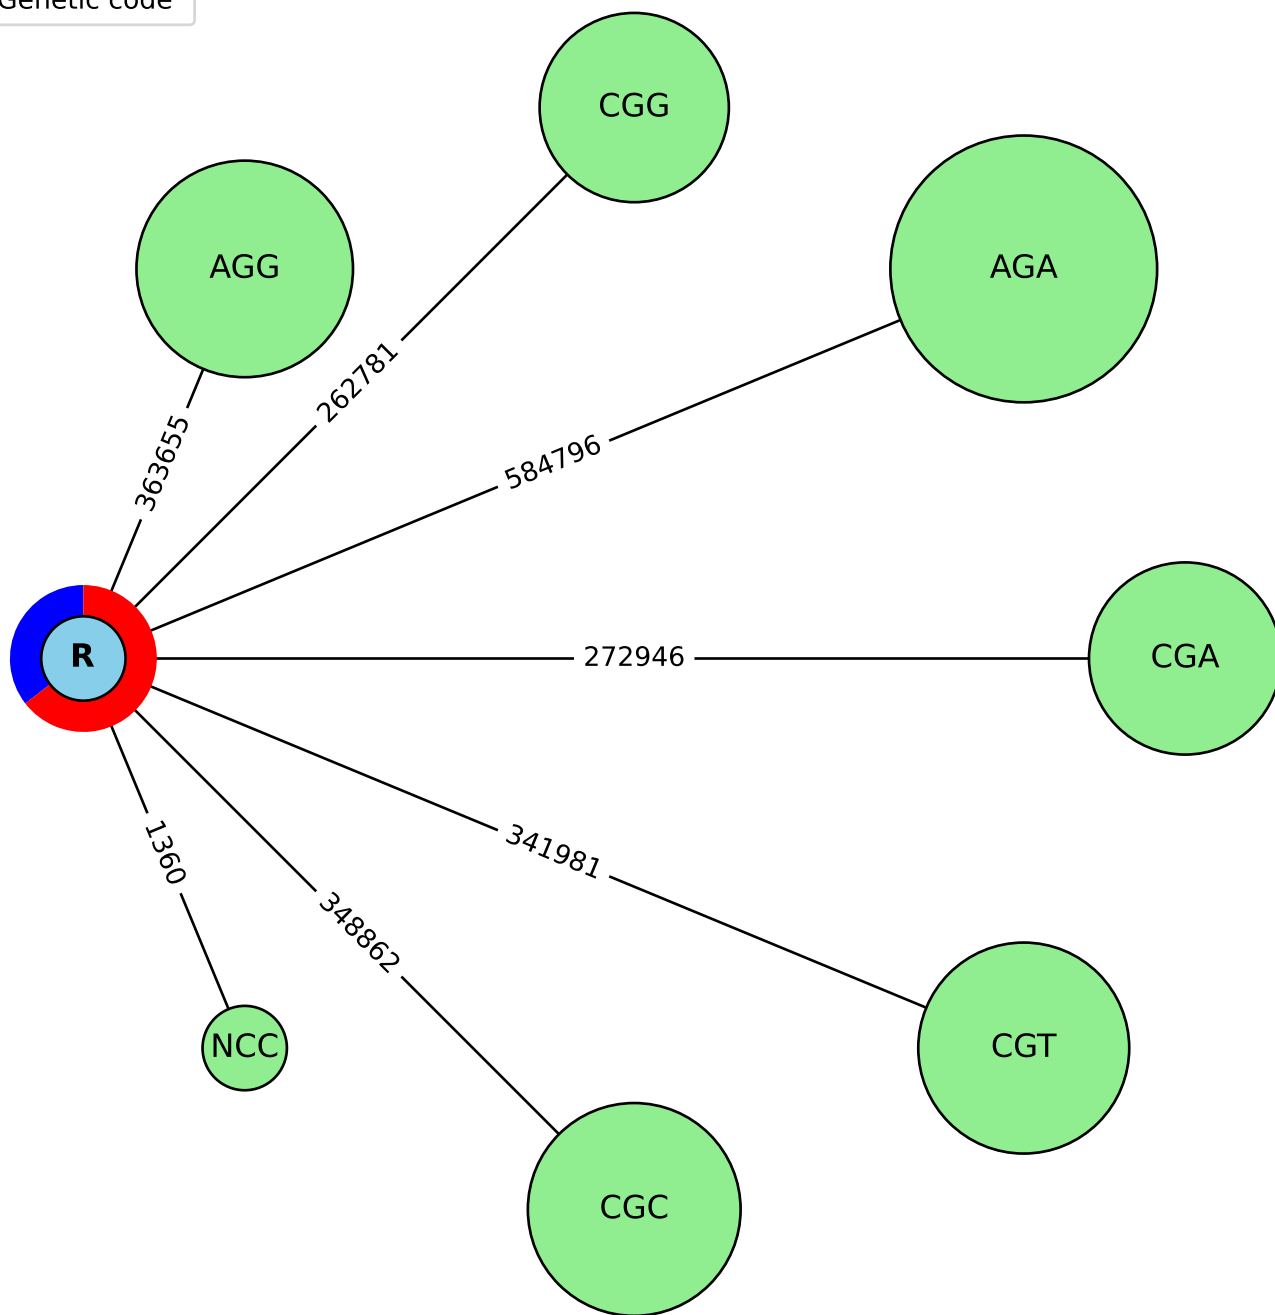 Genetic code
CGG
AGG
AGA
262781
363655
584796
R
272946
CGA
341981
1360
348862
NCC
CGT
CGC